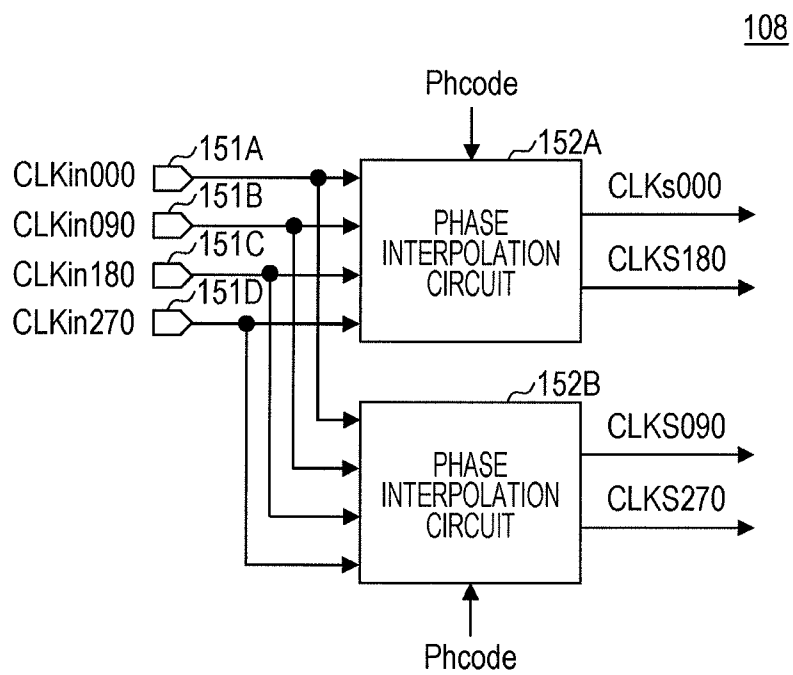 108
Phcode
CLKin000 151A
CLKin090 151B
CLKin180 151C
CLKin270 151D
152A
PHASE
INTERPOLATION
CIRCUIT
CLKs000
CLKS180
152B
PHASE
INTERPOLATION
CIRCUIT
CLKS090
CLKS270
Phcode